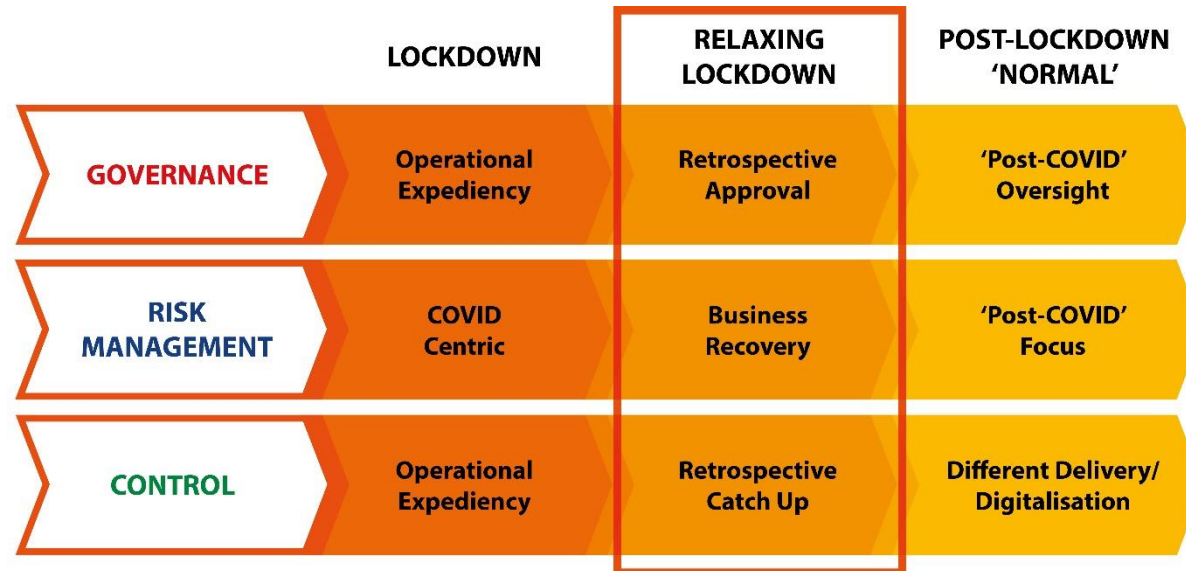 LOCKDOWN
RELAXING
LOCKDOWN
POST-LOCKDOWN
‘NORMAL’
GOVERNANCE
Operational
Expediency
Retrospective
Approval
‘Post-COVID’
Oversight
RISK
MANAGEMENT
COVID
Centric
Business
Recovery
‘Post-COVID’
Focus
CONTROL
Operational
Expediency
Retrospective
Catch Up
Different Delivery/
Digitalisation